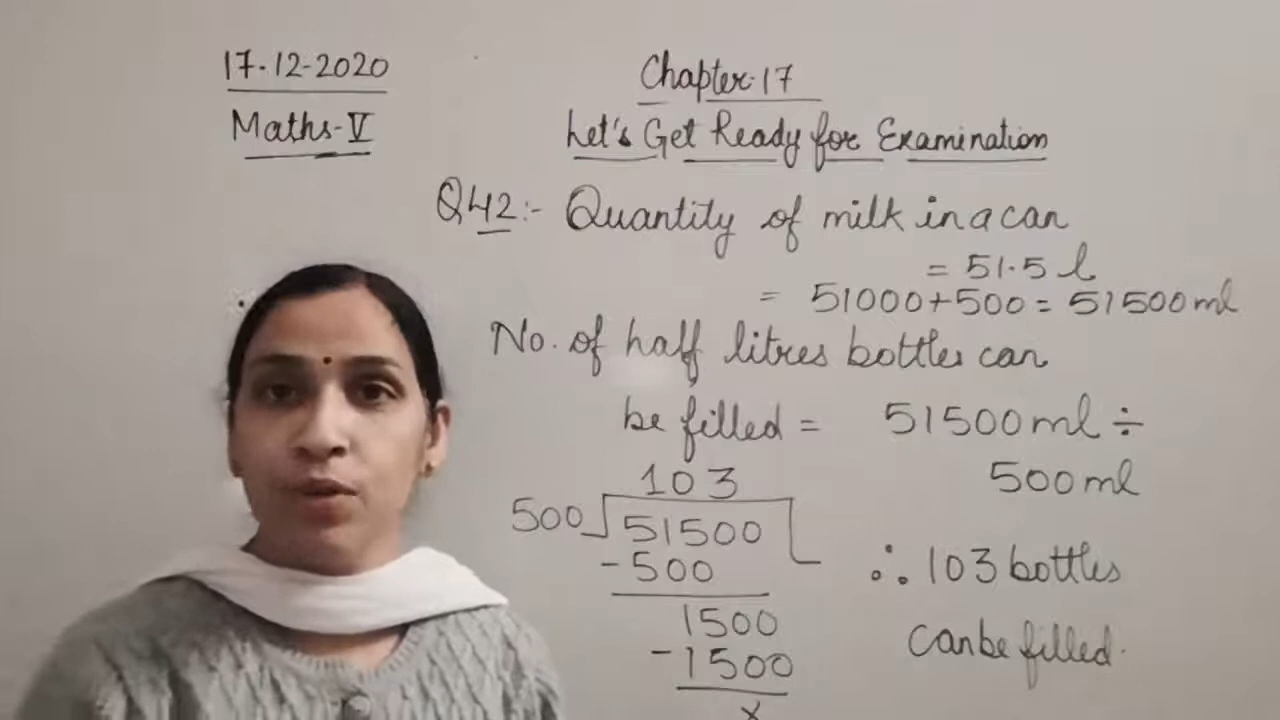 17-12-2020
Maths-V
Chapter-17
Let's Get Ready for Examination
Q42:- Quantity of milk in a can
= 51.5 l
= 51000+500 = 51500 ml
No. of half litres bottles can
be filled = 51500 ml ÷
500 ml
103
500 51500
-500
1500
-1500
x
∴ 103 bottles
can be filled.